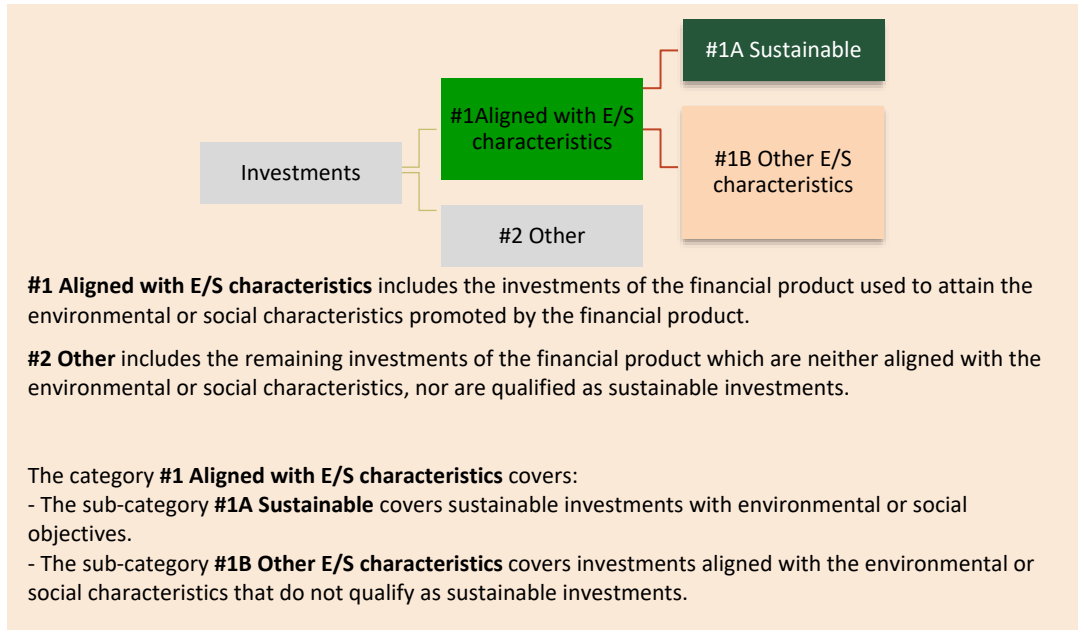 #1A Sustainable
#1Aligned with E/S
characteristics
#1B Other E/S
characteristics
Investments
#2 Other
#1 Aligned with E/S characteristics includes the investments of the financial product used to attain the
environmental or social characteristics promoted by the financial product.
#2 Other includes the remaining investments of the financial product which are neither aligned with the
environmental or social characteristics, nor are qualified as sustainable investments.
The category #1 Aligned with E/S characteristics covers:
- The sub-category #1A Sustainable covers sustainable investments with environmental or social
objectives.
- The sub-category #1B Other E/S characteristics covers investments aligned with the environmental or
social characteristics that do not qualify as sustainable investments.